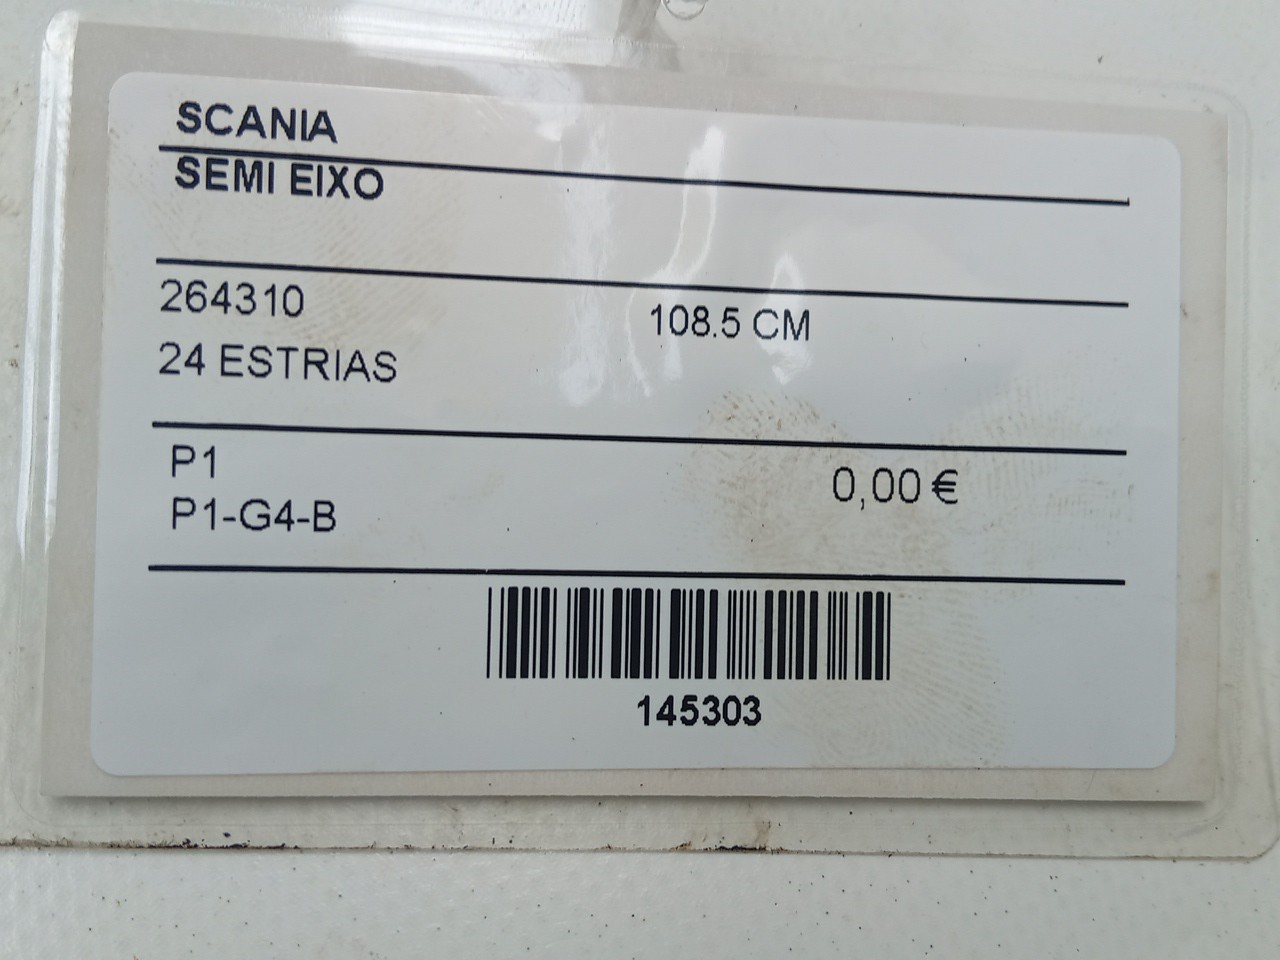 SCANIA
SEMI EIXO
264310 108.5 CM
24 ESTRIAS
P1 0,00 €
P1-G4-B
145303